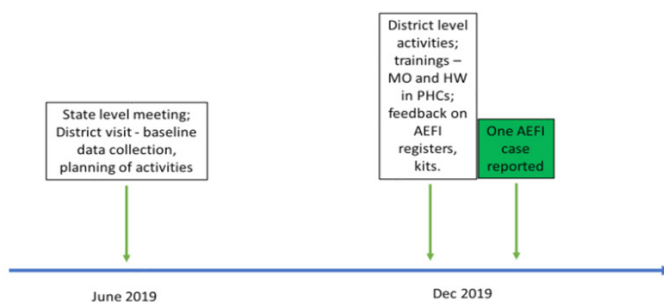 State level meeting;
District visit - baseline
data collection,
planning of activities
District level
activities;
trainings –
MO and HW
in PHCs;
feedback on
AEFI
registers,
kits.
One AEFI
case
reported
June 2019
Dec 2019